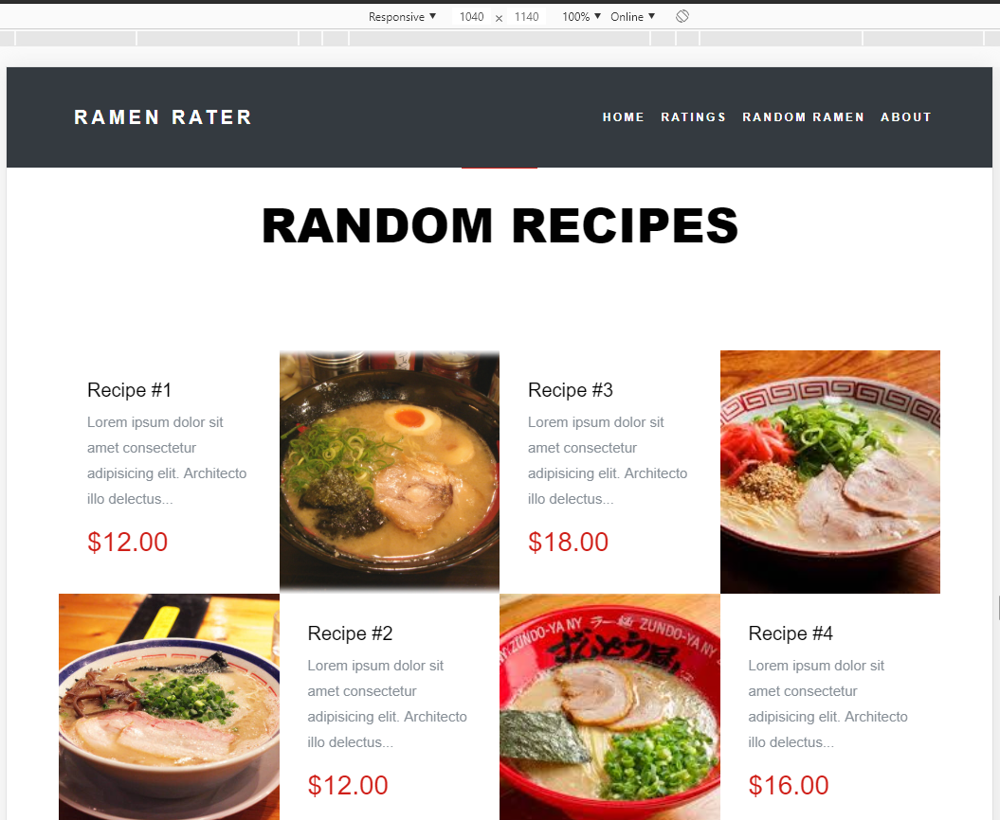 Responsive ▼ 1040 × 1140 100% ▼ Online ▼
RAMEN RATER
HOME RATINGS RANDOM RAMEN ABOUT
RANDOM RECIPES
Recipe #1
Lorem ipsum dolor sit
amet consectetur
adipisicing elit. Architecto
illo delectus...
$12.00
Recipe #3
Lorem ipsum dolor sit
amet consectetur
adipisicing elit. Architecto
illo delectus...
$18.00
Recipe #2
Lorem ipsum dolor sit
amet consectetur
adipisicing elit. Architecto
illo delectus...
$12.00
ZUNDO-YA NY ラー麺 ZUNDO-YA NY
ずんどう屋
Recipe #4
Lorem ipsum dolor sit
amet consectetur
adipisicing elit. Architecto
illo delectus...
$16.00